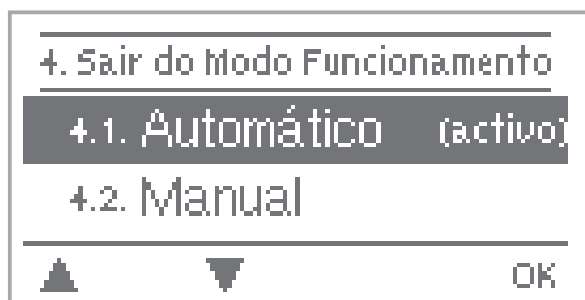 4. Sair do Modo Funcionamento
4.1. Automático (activo)
4.2. Manual
OK